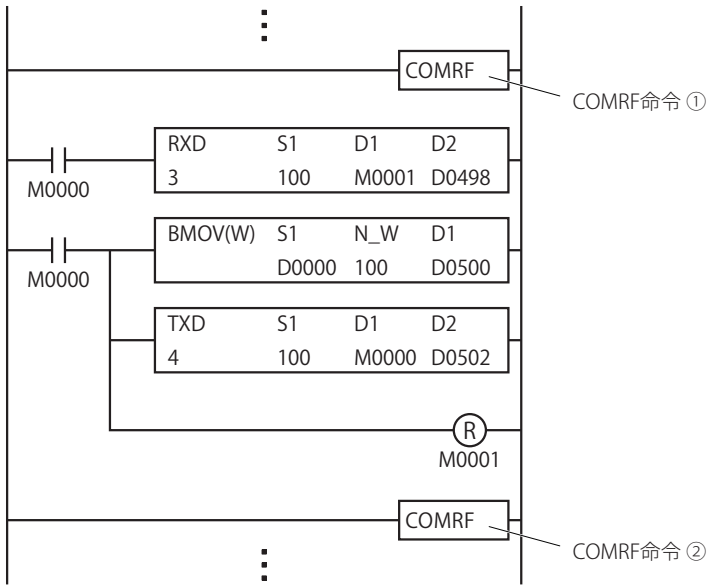 COMRF
COMRF命令 ①
RXD S1 D1 D2
3 100 M0001 D0498
M0000
BMOV(W) S1 N_W D1
D0000 100 D0500
M0000
TXD S1 D1 D2
4 100 M0000 D0502
R
M0001
COMRF
COMRF命令 ②